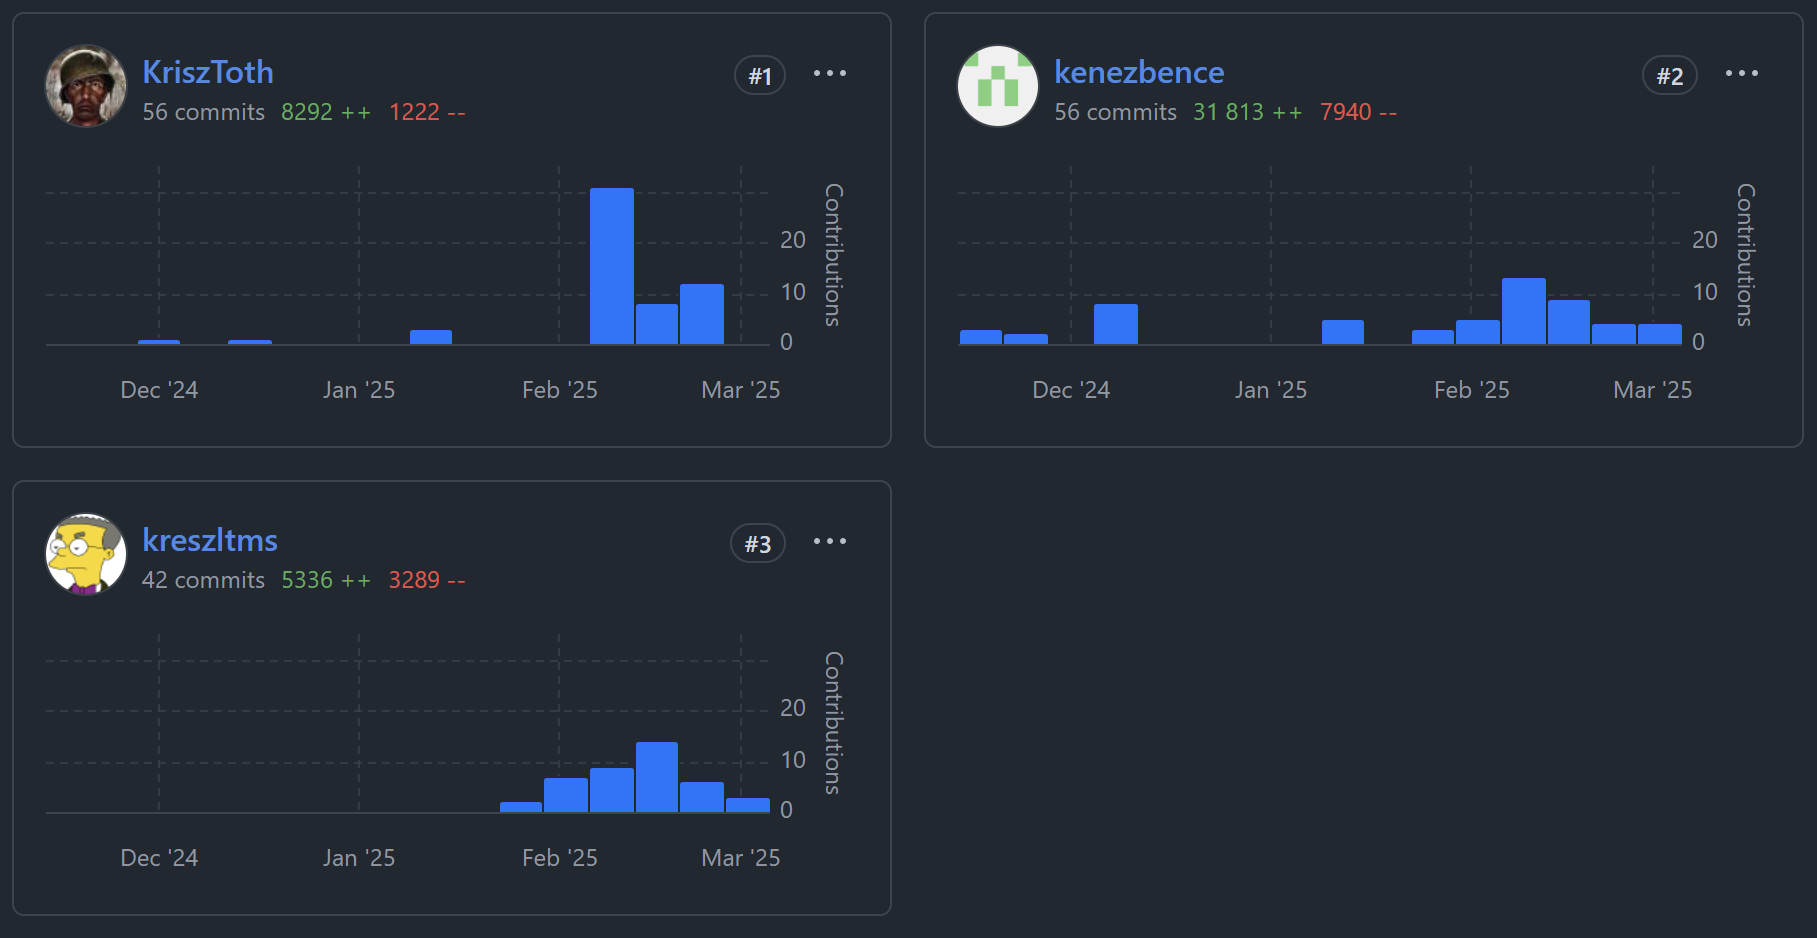 KriszToth
#1
56 commits 8292 ++ 1222 --
20
10
0
Contributions
Dec '24 Jan '25 Feb '25 Mar '25
kenezbence
#2
56 commits 31 813 ++ 7940 --
20
10
0
Contributions
Dec '24 Jan '25 Feb '25 Mar '25
kreszltms
#3
42 commits 5336 ++ 3289 --
20
10
0
Contributions
Dec '24 Jan '25 Feb '25 Mar '25